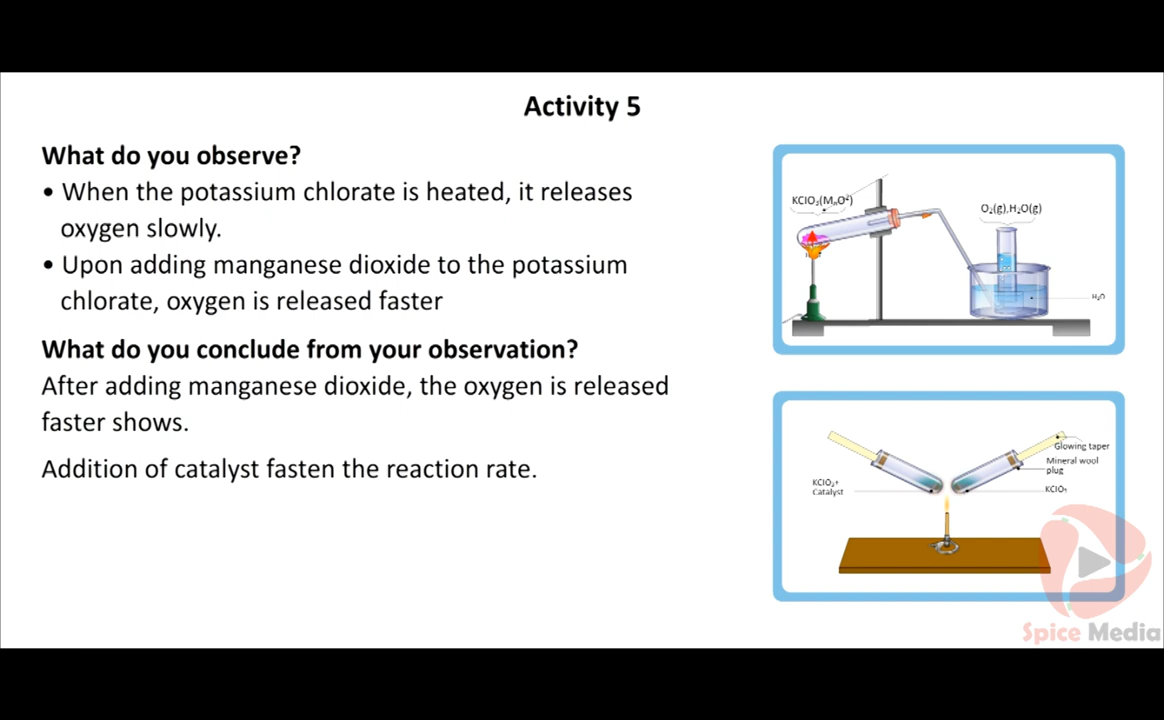 Activity 5
What do you observe?
• When the potassium chlorate is heated, it releases
oxygen slowly.
• Upon adding manganese dioxide to the potassium
chlorate, oxygen is released faster
What do you conclude from your observation?
After adding manganese dioxide, the oxygen is released
faster shows.
Addition of catalyst fasten the reaction rate.
KClO₃(MₙO²)
O₂(g),H₂O(g)
H₂O
Glowing taper
Mineral wool
plug
KClO₃+
Catalyst
KClO₃
Spice Media